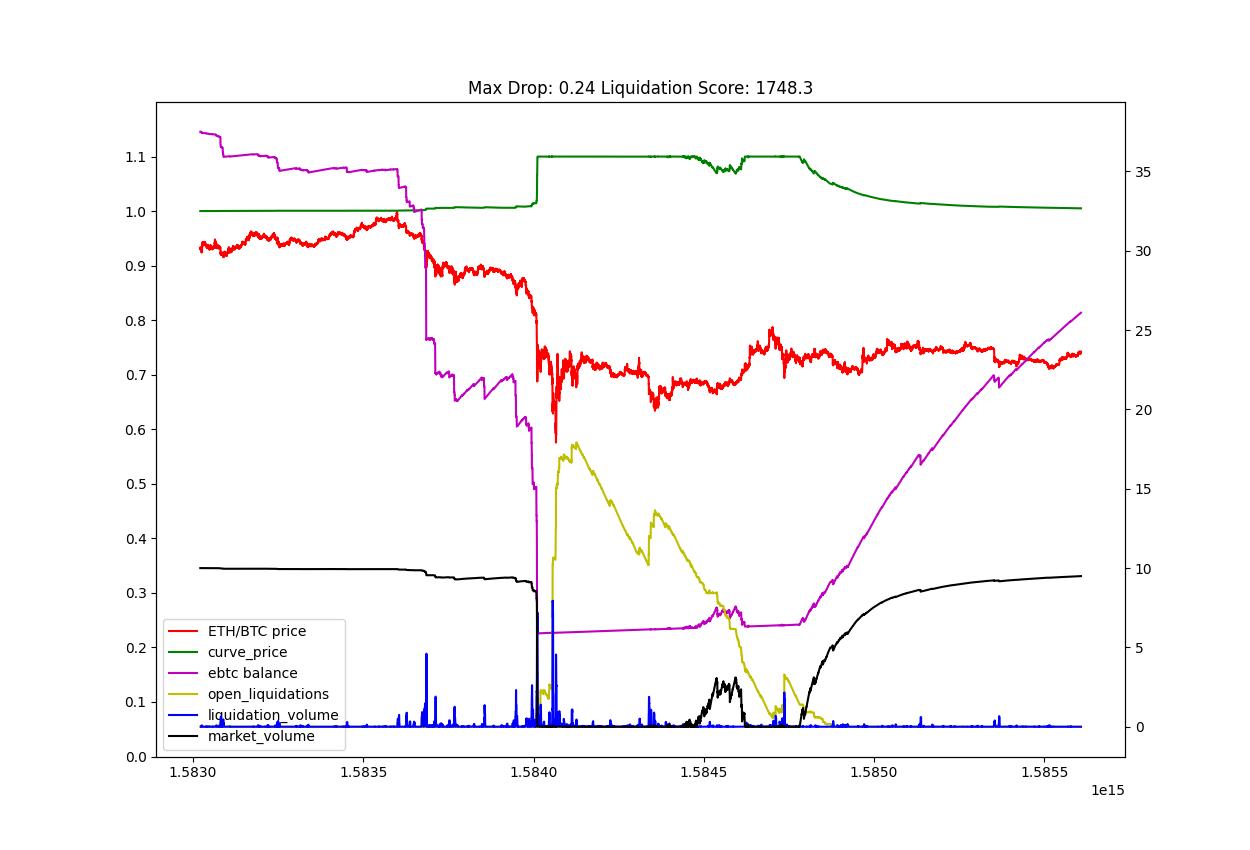 Max Drop: 0.24 Liquidation Score: 1748.3
1.1
1.0
0.9
0.8
0.7
0.6
0.5
0.4
0.3
0.2
0.1
0.0
35
30
25
20
15
10
5
0
ETH/BTC price
curve_price
ebtc balance
open_liquidations
liquidation_volume
market_volume
1.5830 1.5835 1.5840 1.5845 1.5850 1.5855
1e15